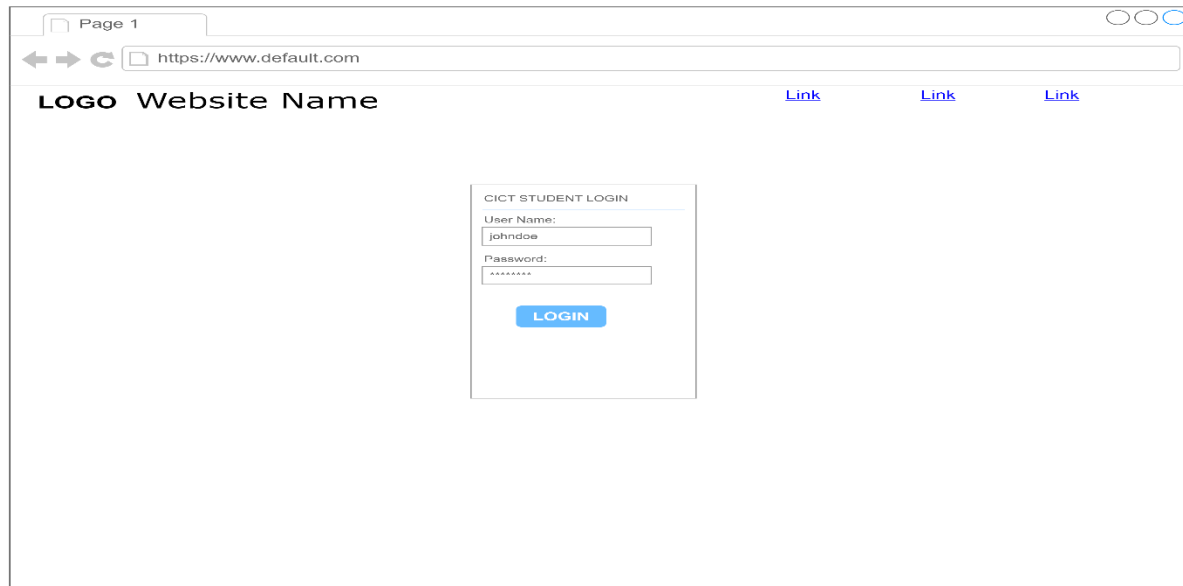 Page 1
https://www.default.com
LOGO Website Name Link Link Link
CICT STUDENT LOGIN
User Name:
johndoe
Password:
********
LOGIN